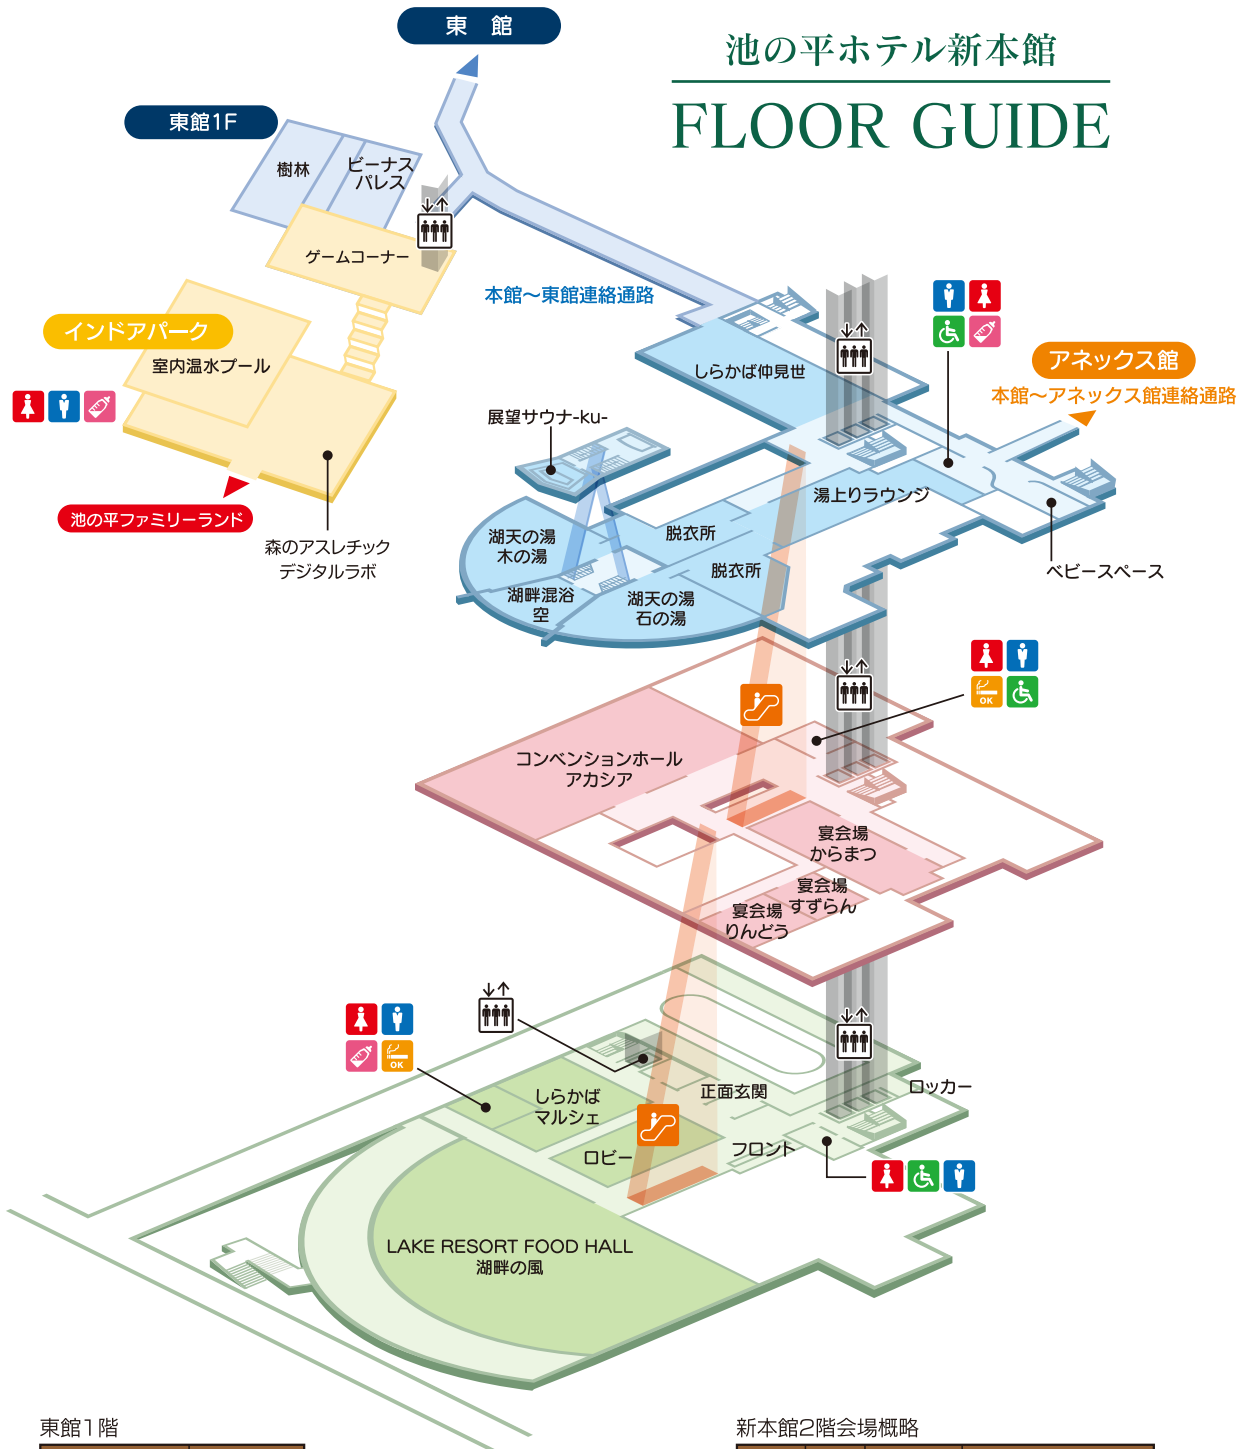 東 館
池の平ホテル新本館
FLOOR GUIDE
東館1F
樹林
ビーナス
パレス
ゲームコーナー
本館〜東館連絡通路
インドアパーク
室内温水プール
しらかば仲見世
アネックス館
本館〜アネックス館連絡通路
展望サウナ-ku-
池の平ファミリーランド
森のアスレチック
デジタルラボ
湯上りラウンジ
脱衣所
湖天の湯
木の湯
脱衣所
湖畔混浴
空
湖天の湯
石の湯
ベビースペース
OK
コンベンションホール
アカシア
宴会場
からまつ
宴会場
すずらん
宴会場
りんどう
OK
しらかば
マルシェ
正面玄関
ロッカー
ロビー
フロント
LAKE RESORT FOOD HALL
湖畔の風
東館1階
新本館2階会場概略